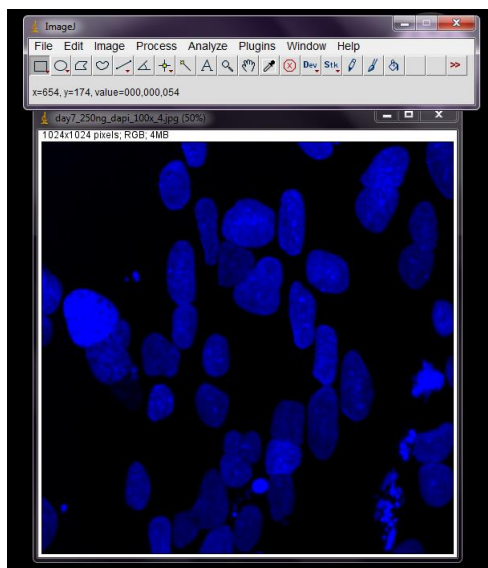 ImageJ
File Edit Image Process Analyze Plugins Window Help
A Dev Stk >>
x=654, y=174, value=000,000,054
day7_250ng_dapi_100x_4.jpg (50%)
1024x1024 pixels; RGB; 4MB